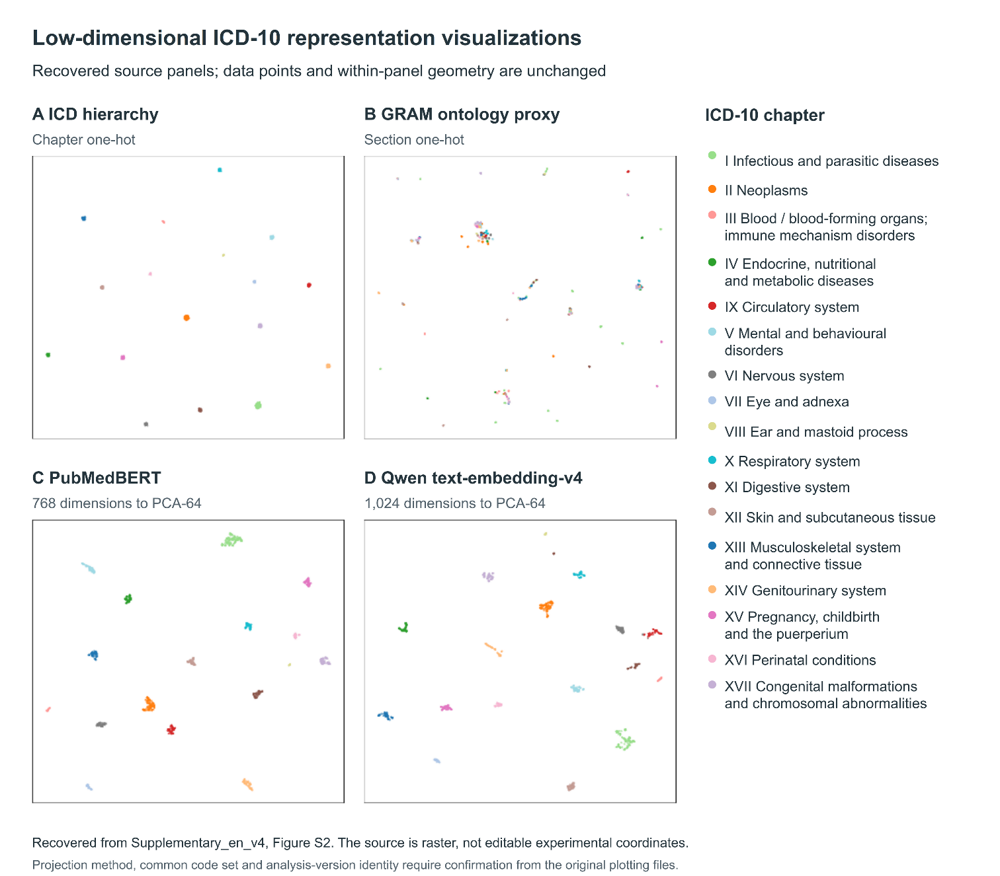 Low-dimensional ICD-10 representation visualizations
Recovered source panels; data points and within-panel geometry are unchanged
A ICD hierarchy
Chapter one-hot
B GRAM ontology proxy
Section one-hot
C PubMedBERT
768 dimensions to PCA-64
D Qwen text-embedding-v4
1,024 dimensions to PCA-64
ICD-10 chapter
I Infectious and parasitic diseases
II Neoplasms
III Blood / blood-forming organs;
immune mechanism disorders
IV Endocrine, nutritional
and metabolic diseases
IX Circulatory system
V Mental and behavioural
disorders
VI Nervous system
VII Eye and adnexa
VIII Ear and mastoid process
X Respiratory system
XI Digestive system
XII Skin and subcutaneous tissue
XIII Musculoskeletal system
and connective tissue
XIV Genitourinary system
XV Pregnancy, childbirth
and the puerperium
XVI Perinatal conditions
XVII Congenital malformations
and chromosomal abnormalities
Recovered from Supplementary_en_v4, Figure S2. The source is raster, not editable experimental coordinates.
Projection method, common code set and analysis-version identity require confirmation from the original plotting files.